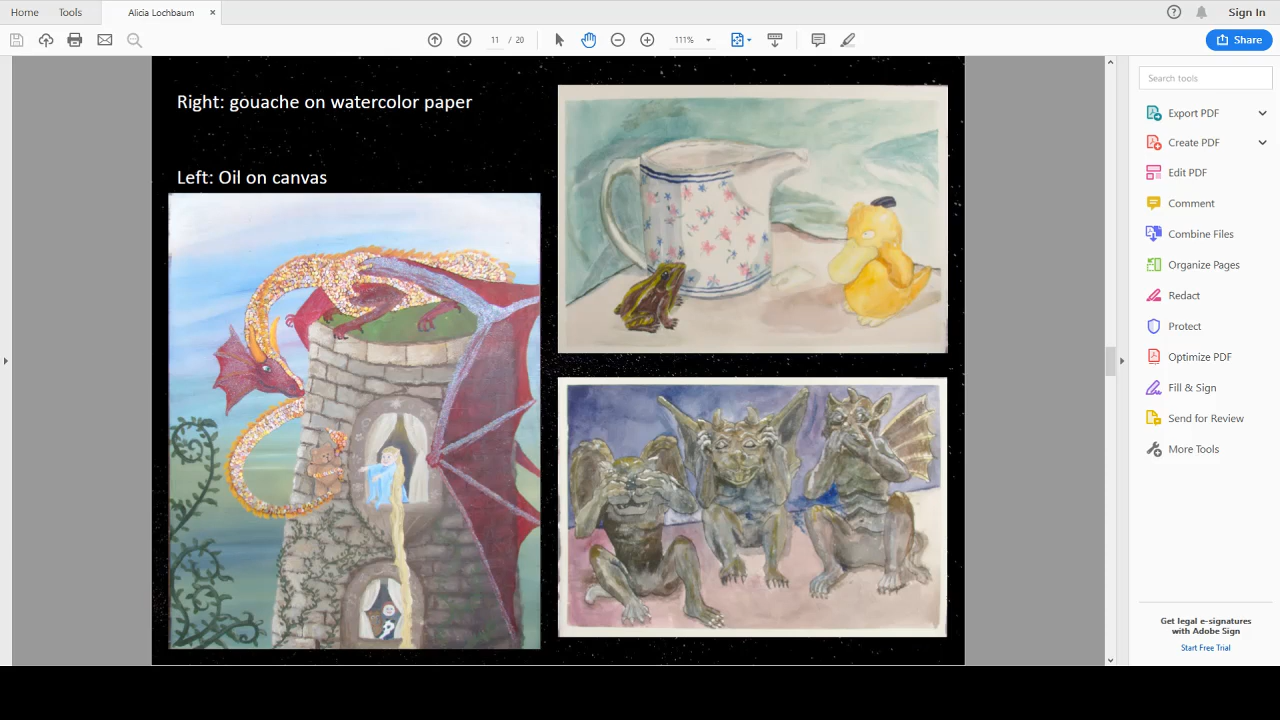 Home
Tools
Alicia Lochbaum
×
Sign In
11 / 20
111%
Share
Right: gouache on watercolor paper
Left: Oil on canvas
Search tools
Export PDF
Create PDF
Edit PDF
Comment
Combine Files
Organize Pages
Redact
Protect
Optimize PDF
Fill & Sign
Send for Review
More Tools
Get legal e-signatures
with Adobe Sign
Start Free Trial